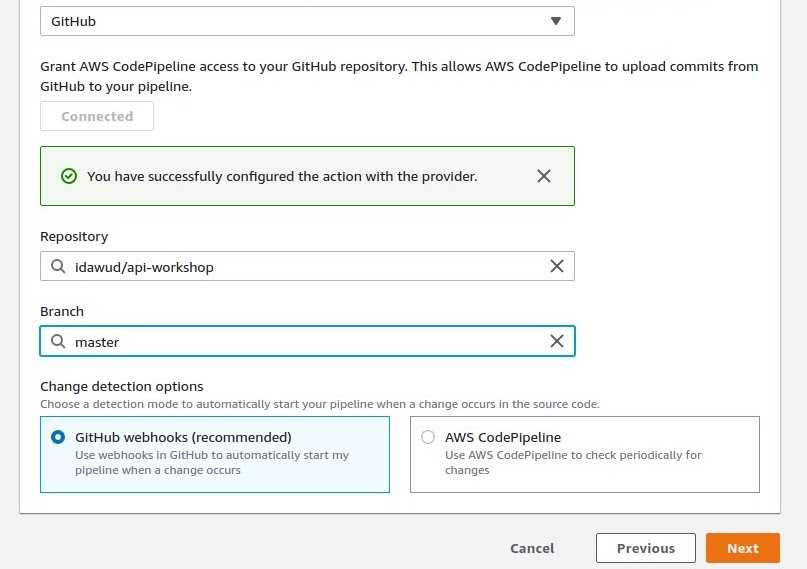 GitHub
Grant AWS CodePipeline access to your GitHub repository. This allows AWS CodePipeline to upload commits from
GitHub to your pipeline.
Connected
You have successfully configured the action with the provider.
Repository
idawud/api-workshop
Branch
master
Change detection options
Choose a detection mode to automatically start your pipeline when a change occurs in the source code.
GitHub webhooks (recommended)
Use webhooks in GitHub to automatically start my
pipeline when a change occurs
AWS CodePipeline
Use AWS CodePipeline to check periodically for
changes
Cancel
Previous
Next